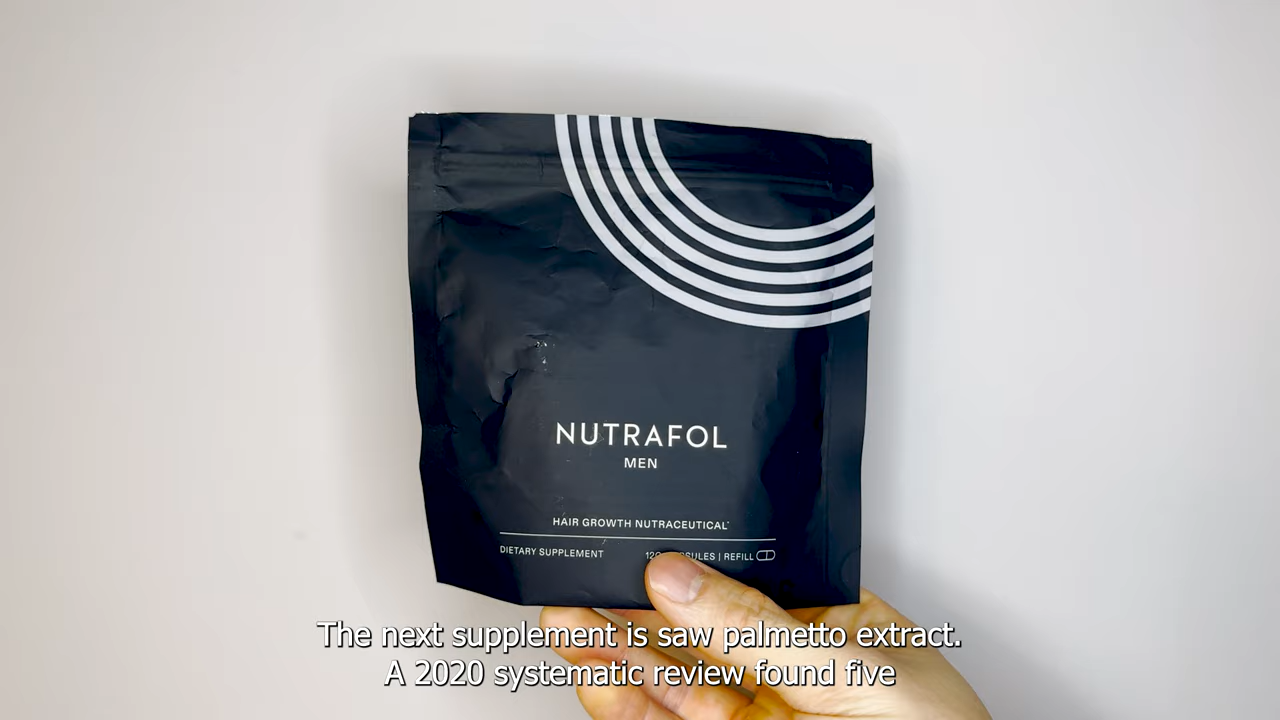 NUTRAFOL
MEN
HAIR GROWTH NUTRACEUTICAL*
DIETARY SUPPLEMENT
| REFILL
The next supplement is saw palmetto extract.
A 2020 systematic review found five